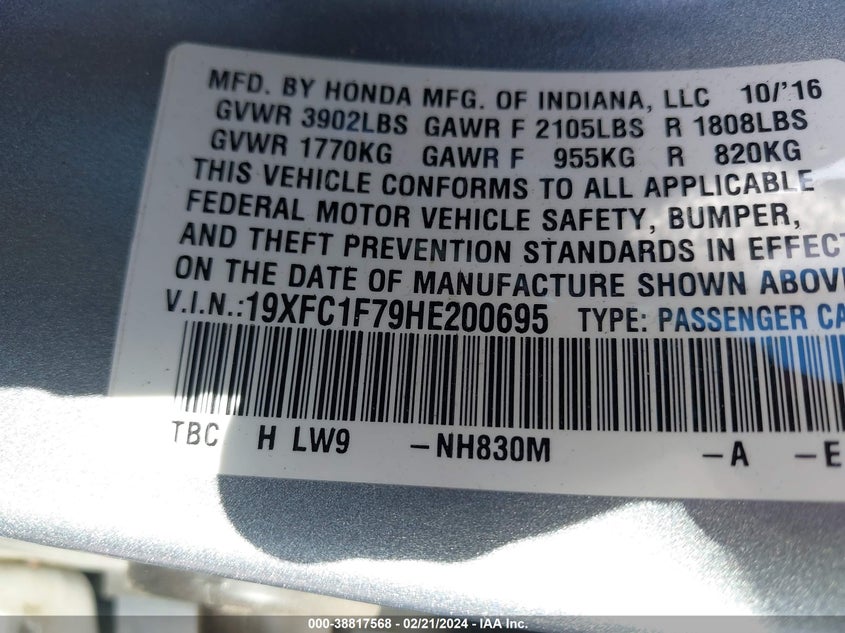 MFD. BY HONDA MFG. OF INDIANA, LLC 10/'16
GVWR 3902LBS GAWR F 2105LBS R 1808LBS
GVWR 1770KG GAWR F 955KG R 820KG
THIS VEHICLE CONFORMS TO ALL APPLICABLE
FEDERAL MOTOR VEHICLE SAFETY, BUMPER,
AND THEFT PREVENTION STANDARDS IN EFFECT
ON THE DATE OF MANUFACTURE SHOWN ABOVE
V.I.N.:19XFC1F79HE200695 TYPE: PASSENGER CA
TBC H LW9 -NH830M -A -E
000-38817568 - 02/21/2024 - IAA Inc.